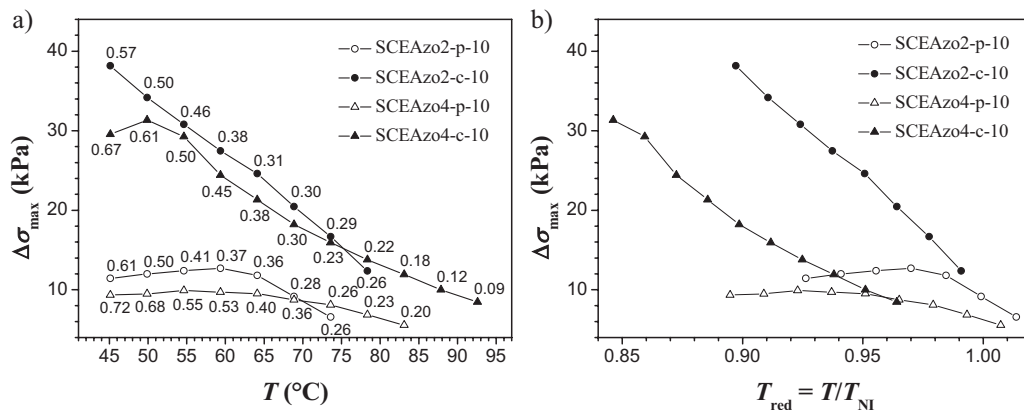 a)
40
30
20
10
Δσmax (kPa)
45 50 55 60 65 70 75 80 85 90 95
T (°C)
SCEAzo2-p-10
SCEAzo2-c-10
SCEAzo4-p-10
SCEAzo4-c-10
0.57
0.50
0.46
0.38
0.31
0.30
0.29
0.26
0.67
0.61
0.50
0.45
0.38
0.30
0.23
0.22
0.18
0.12
0.09
0.61 0.50 0.41 0.37 0.36 0.28 0.26
0.72 0.68 0.55 0.53 0.40 0.36 0.26 0.23 0.20
b)
40
30
20
10
Δσmax (kPa)
0.85 0.90 0.95 1.00
Tred = T/TNI
SCEAzo2-p-10
SCEAzo2-c-10
SCEAzo4-p-10
SCEAzo4-c-10